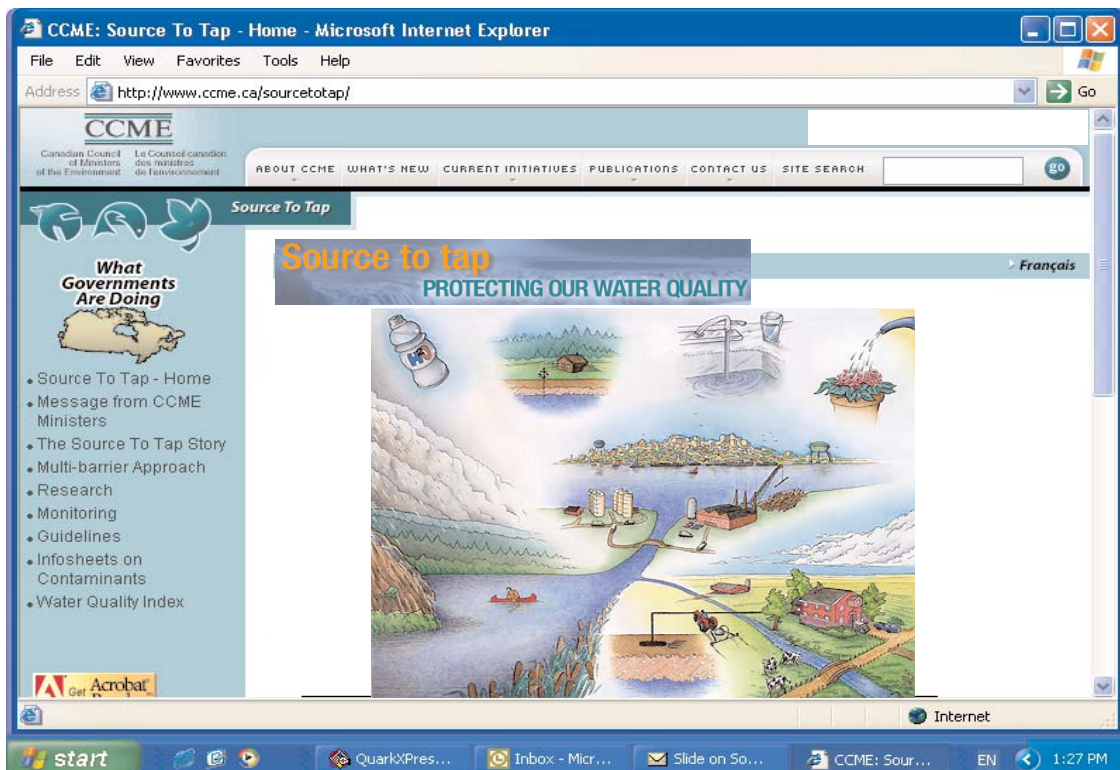 CCME: Source To Tap - Home - Microsoft Internet Explorer
File Edit View Favorites Tools Help
Address http://www.ccme.ca/sourcetotap/ Go
CCME
Canadian Council of Ministers of the Environment
Le Conseil canadien des ministres de l'environnement
ABOUT CCME WHAT'S NEW CURRENT INITIATIVES PUBLICATIONS CONTACT US SITE SEARCH go
Source To Tap
Source to tap
PROTECTING OUR WATER QUALITY
Français
What
Governments
Are Doing
• Source To Tap - Home
• Message from CCME
Ministers
• The Source To Tap Story
• Multi-barrier Approach
• Research
• Monitoring
• Guidelines
• Infosheets on
Contaminants
• Water Quality Index
H2O
Get Acrobat
Internet
start QuarkXPres... Inbox - Micr... Slide on So... CCME: Sour... EN 1:27 PM